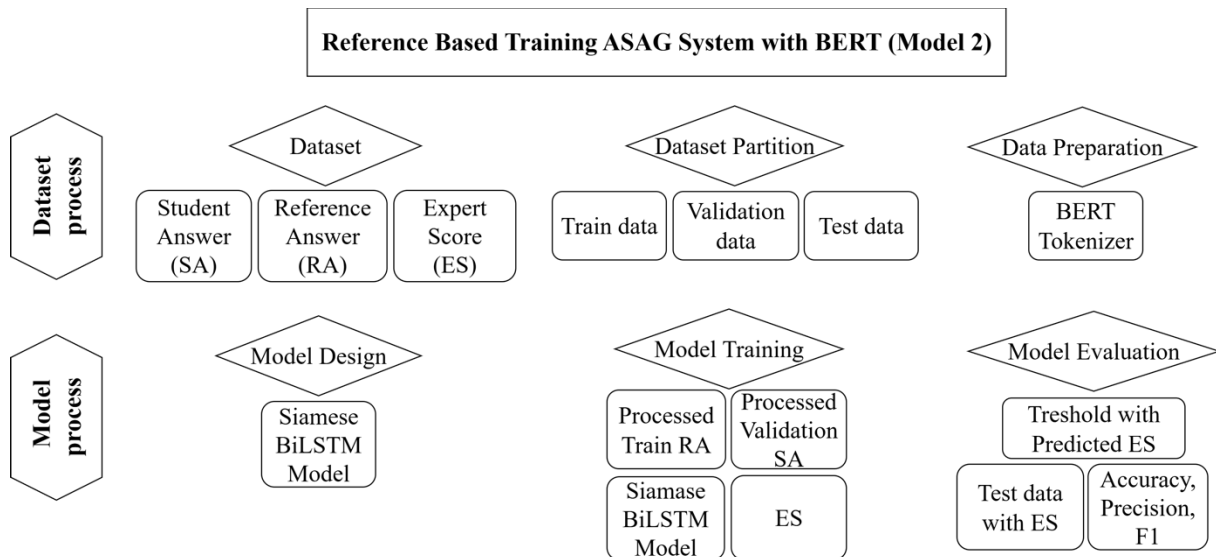 Reference Based Training ASAG System with BERT (Model 2)
Dataset
process
Dataset
Student
Answer
(SA)
Reference
Answer
(RA)
Expert
Score
(ES)
Dataset Partition
Train data
Validation
data
Test data
Data Preparation
BERT
Tokenizer
Model
process
Model Design
Siamese
BiLSTM
Model
Model Training
Processed
Train RA
Processed
Validation
SA
Siamase
BiLSTM
Model
ES
Model Evaluation
Treshold with
Predicted ES
Test data
with ES
Accuracy,
Precision,
F1